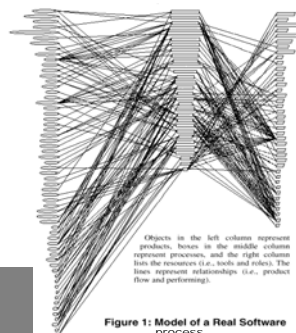 Objects in the left column represent
products, boxes in the middle column
represent processes, and the right column
lists the resources (i.e., tools and roles). The
lines represent relationships (i.e., product
flow and performing).
Figure 1: Model of a Real Software
process